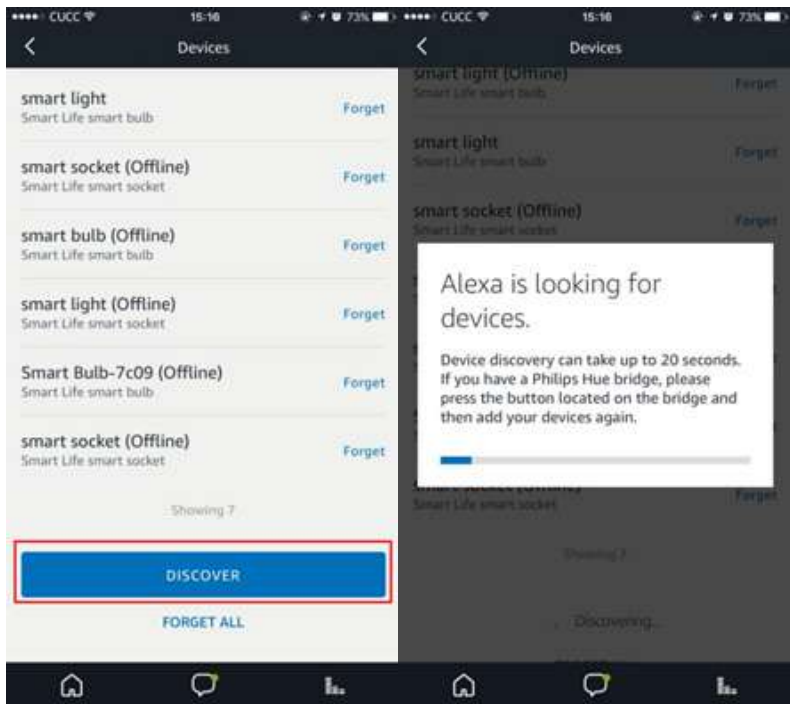 CUCC 15:16 73%
Devices
smart light
Smart Life smart bulb
Forget
smart socket (Offline)
Smart Life smart socket
Forget
smart bulb (Offline)
Smart Life smart bulb
Forget
smart light (Offline)
Smart Life smart socket
Forget
Smart Bulb-7c09 (Offline)
Smart Life smart bulb
Forget
smart socket (Offline)
Smart Life smart socket
Forget
Showing 7
DISCOVER
FORGET ALL
CUCC 15:16 73%
Devices
smart light (Offline)
Smart Life smart bulb
Forget
smart light
Smart Life smart bulb
Forget
smart socket (Offline)
Smart Life smart socket
Forget
Alexa is looking for
devices.
Device discovery can take up to 20 seconds.
If you have a Philips Hue bridge, please
press the button located on the bridge and
then add your devices again.
smart socket (Offline)
Smart Life smart socket
Forget
Showing 7
Discovering...